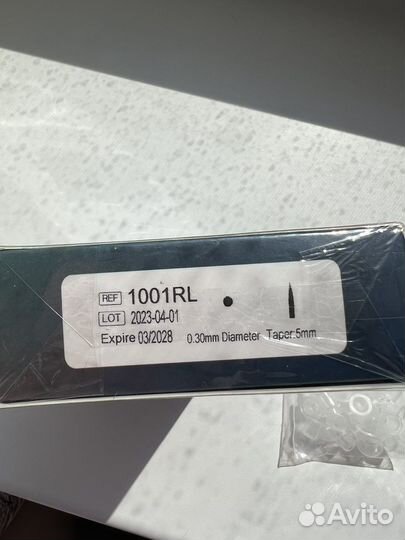 REF 1001RL
LOT 2023-04-01
Expire 03/2028 0.30mm Diameter Taper:5mm
Avito